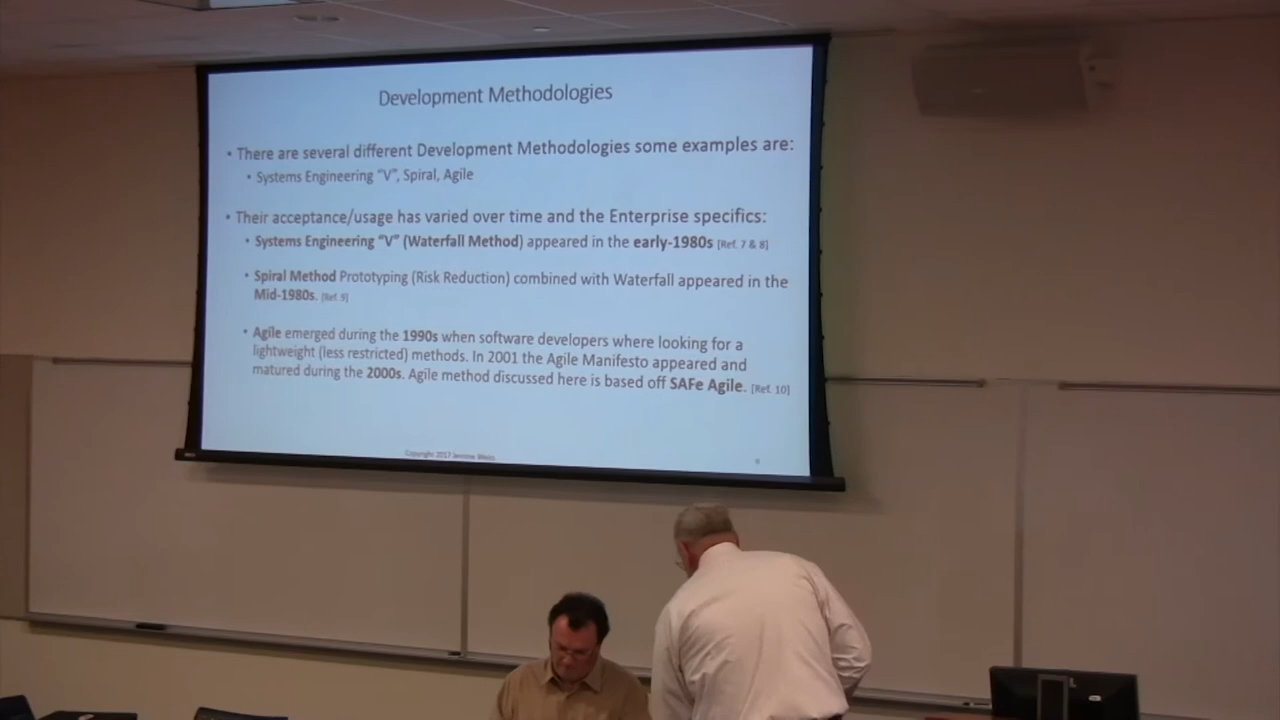 Development Methodologies
• There are several different Development Methodologies some examples are:
• Systems Engineering "V", Spiral, Agile
• Their acceptance/usage has varied over time and the Enterprise specifics:
• Systems Engineering "V" (Waterfall Method) appeared in the early-1980s [Ref. 7 & 8]
• Spiral Method Prototyping (Risk Reduction) combined with Waterfall appeared in the
Mid-1980s. [Ref. 9]
• Agile emerged during the 1990s when software developers where looking for a
lightweight (less restricted) methods. In 2001 the Agile Manifesto appeared and
matured during the 2000s. Agile method discussed here is based off SAFe Agile. [Ref. 10]
Copyright 2017